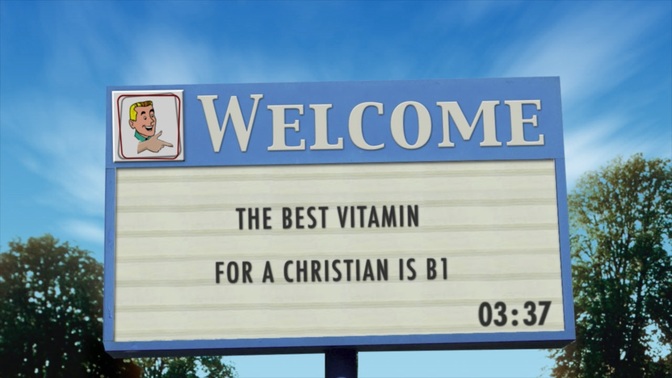 WELCOME
THE BEST VITAMIN
FOR A CHRISTIAN IS B1
03:37